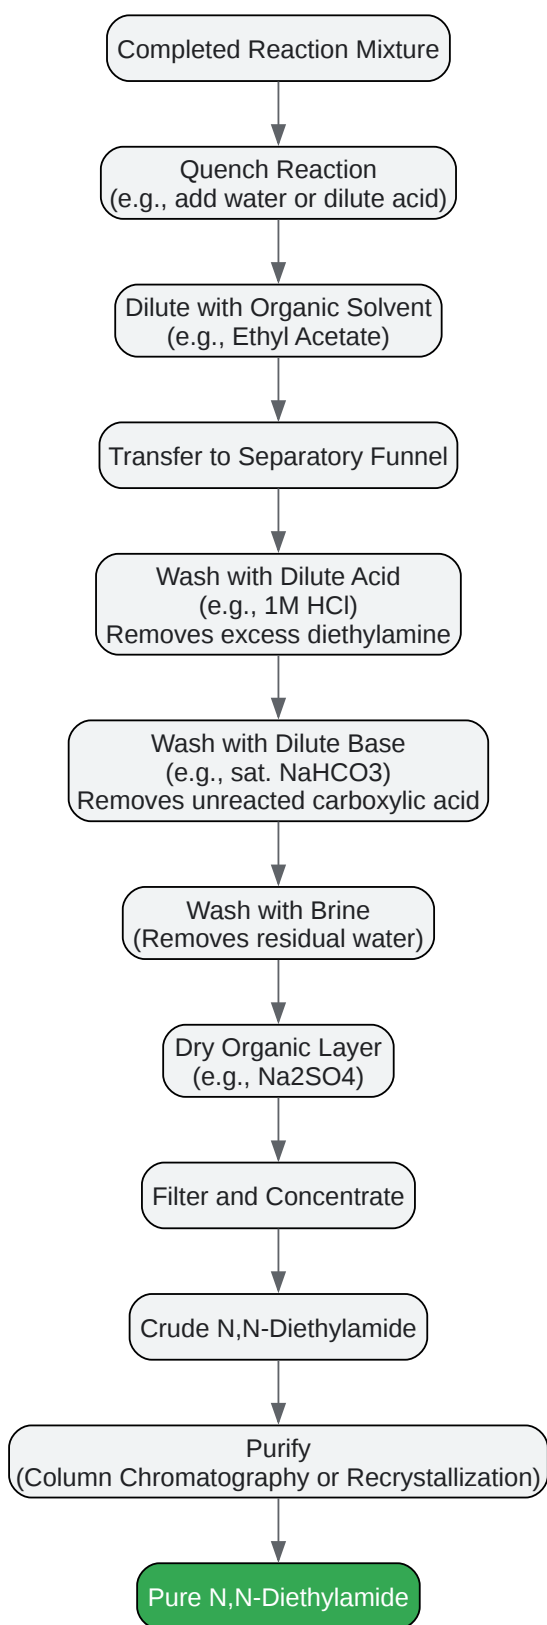 Completed Reaction Mixture
Quench Reaction
(e.g., add water or dilute acid)
Dilute with Organic Solvent
(e.g., Ethyl Acetate)
Transfer to Separatory Funnel
Wash with Dilute Acid
(e.g., 1M HCl)
Removes excess diethylamine
Wash with Dilute Base
(e.g., sat. NaHCO3)
Removes unreacted carboxylic acid
Wash with Brine
(Removes residual water)
Dry Organic Layer
(e.g., Na2SO4)
Filter and Concentrate
Crude N,N-Diethylamide
Purify
(Column Chromatography or Recrystallization)
Pure N,N-Diethylamide